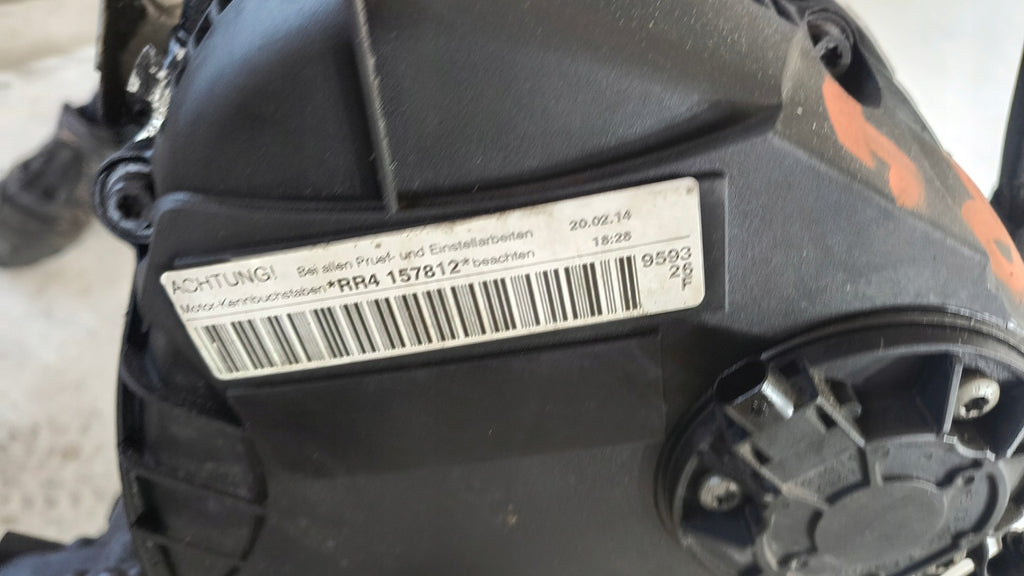 ACHTUNG! Bei allen Pruef- und Einstellarbeiten 20.02.14
Motor-Kennbuchstaben*RR4 157812*beachten 18:28
9593
26
F